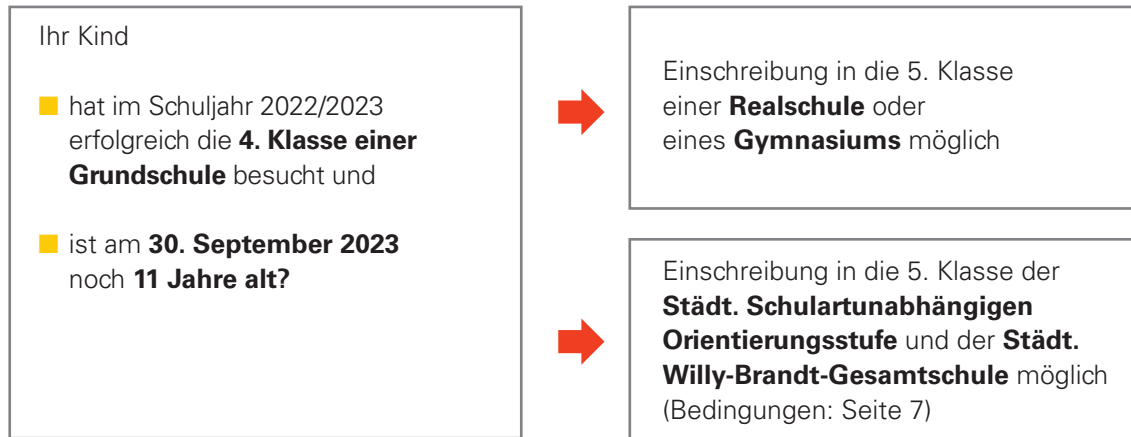 Ihr Kind
hat im Schuljahr 2022/2023
erfolgreich die 4. Klasse einer
Grundschule besucht und
ist am 30. September 2023
noch 11 Jahre alt?
Einschreibung in die 5. Klasse
einer Realschule oder
eines Gymnasiums möglich
Einschreibung in die 5. Klasse der
Städt. Schulartunabhängigen
Orientierungsstufe und der Städt.
Willy-Brandt-Gesamtschule möglich
(Bedingungen: Seite 7)